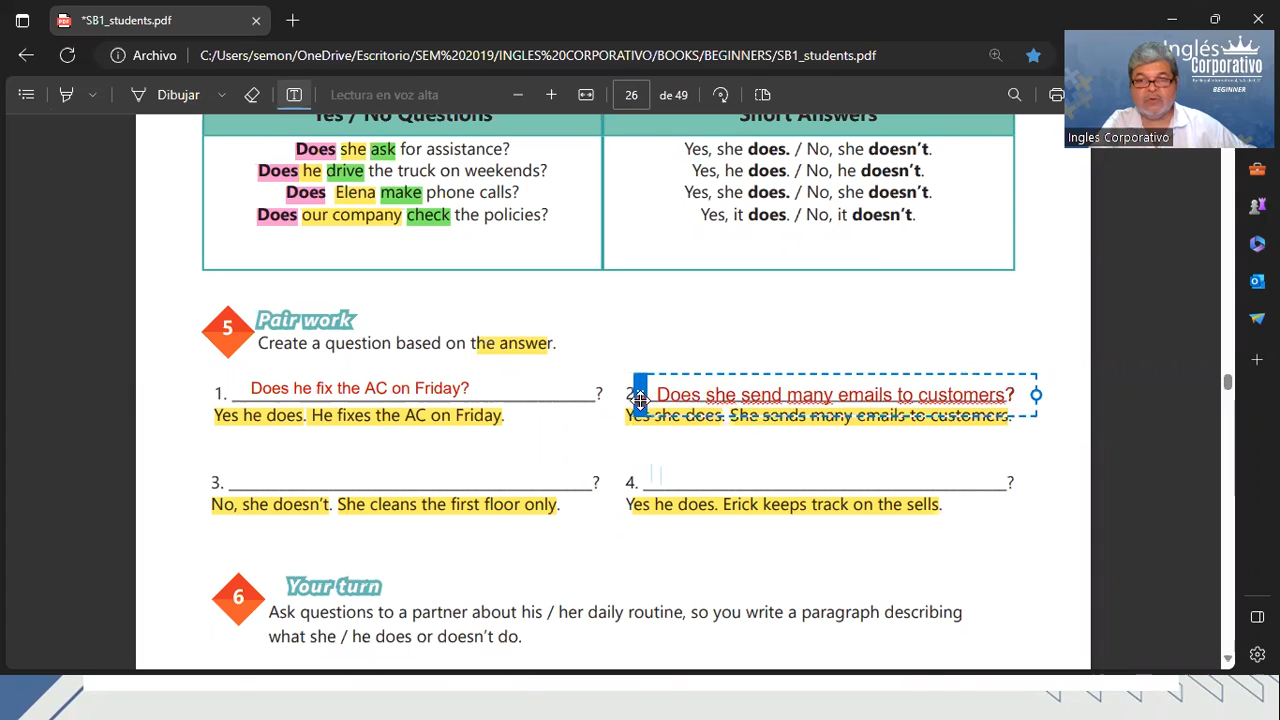 *SB1_students.pdf
Archivo
C:/Users/semon/OneDrive/Escritorio/SEM%202019/INGLES%20CORPORATIVO/BOOKS/BEGINNERS/SB1_students.pdf
Dibujar
Lectura en voz alta
26 de 49
Inglés Corporativo
BEGINNER
Ingles Corporativo
Yes / No Questions
Short Answers
Does she ask for assistance?
Yes, she does. / No, she doesn't.
Does he drive the truck on weekends?
Yes, he does. / No, he doesn't.
Does Elena make phone calls?
Yes, she does. / No, she doesn't.
Does our company check the policies?
Yes, it does. / No, it doesn't.
5 Pair work
Create a question based on the answer.
1. Does he fix the AC on Friday? ?
Yes he does. He fixes the AC on Friday.
2. Does she send many emails to customers?
Yes she does. She sends many emails to customers.
3. ____________________ ?
No, she doesn't. She cleans the first floor only.
4. ____________________ ?
Yes he does. Erick keeps track on the sells.
6 Your turn
Ask questions to a partner about his / her daily routine, so you write a paragraph describing
what she / he does or doesn't do.